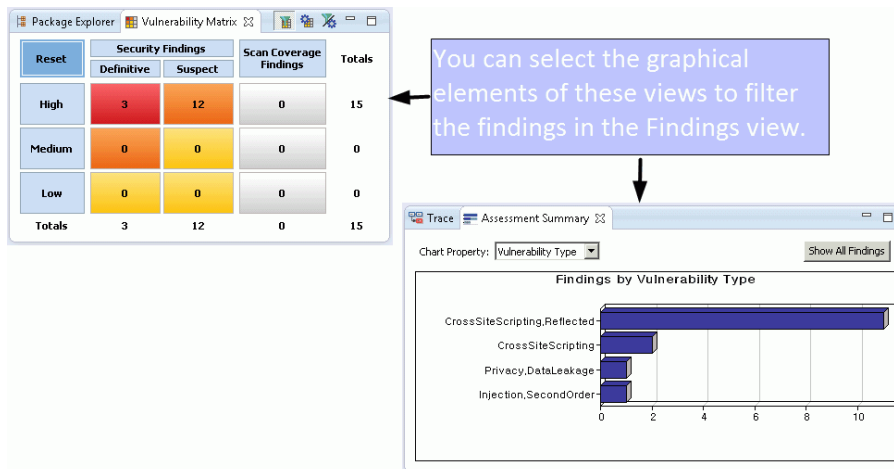 Package Explorer Vulnerability Matrix
Reset Security Findings Scan Coverage Findings Totals
Definitive Suspect
High 3 12 0 15
Medium 0 0 0 0
Low 0 0 0 0
Totals 3 12 0 15
You can select the graphical
elements of these views to filter
the findings in the Findings view.
Trace Assessment Summary
Chart Property: Vulnerability Type Show All Findings
Findings by Vulnerability Type
CrossSiteScripting.Reflected
CrossSiteScripting
Privacy.DataLeakage
Injection.SecondOrder
0 2 4 6 8 10